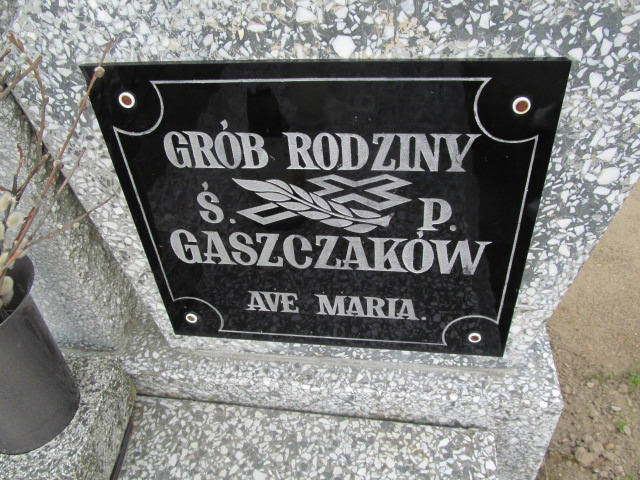 GRÓB RODZINY
Ś. P.
GASZCZAKÓW
AVE MARIA.